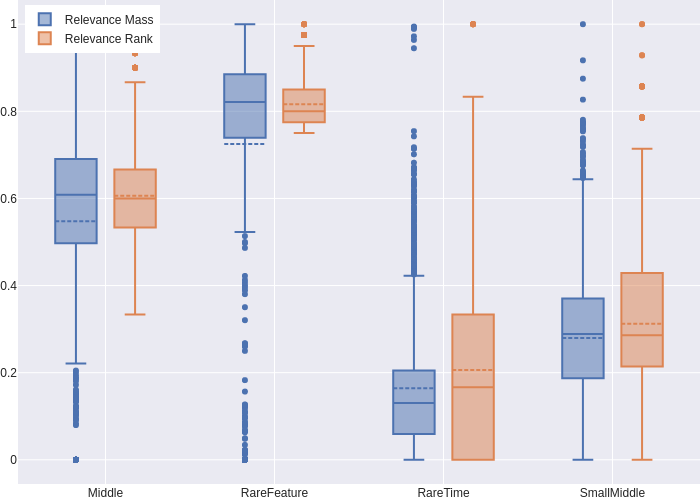 Relevance Mass
Relevance Rank
1
0.8
0.6
0.4
0.2
0
Middle
RareFeature
RareTime
SmallMiddle